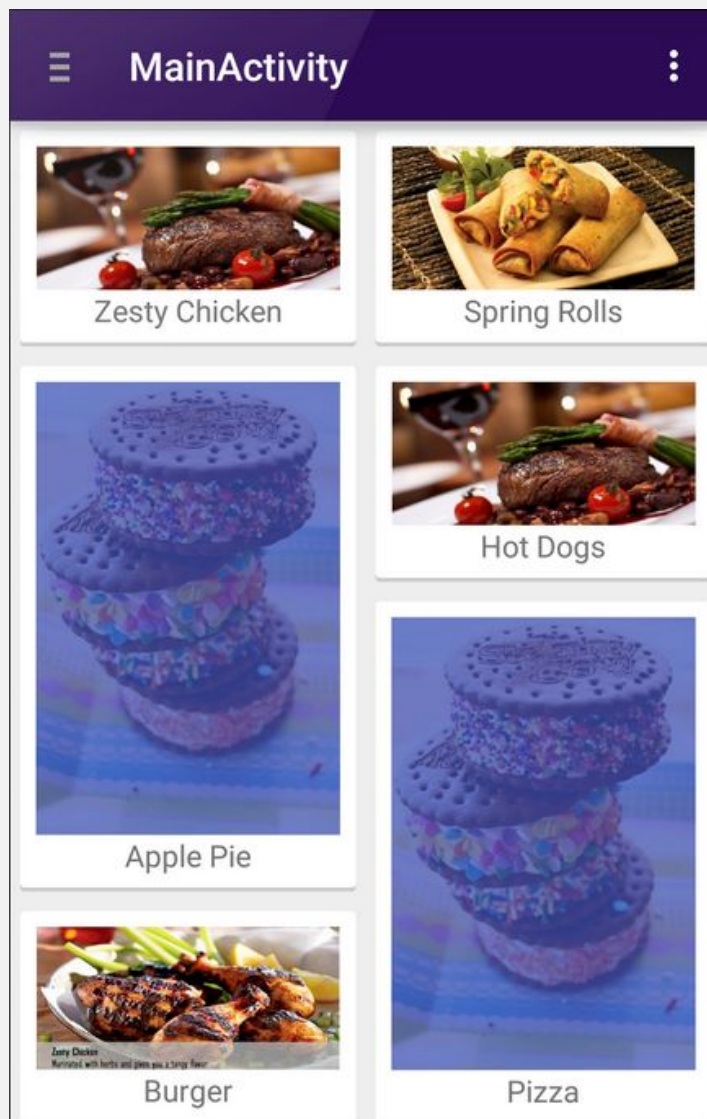 MainActivity
Zesty Chicken
Spring Rolls
Hot Dogs
Apple Pie
Zesty Chicken
Marinated with herbs and gives you a tangy flavor
Burger
Pizza